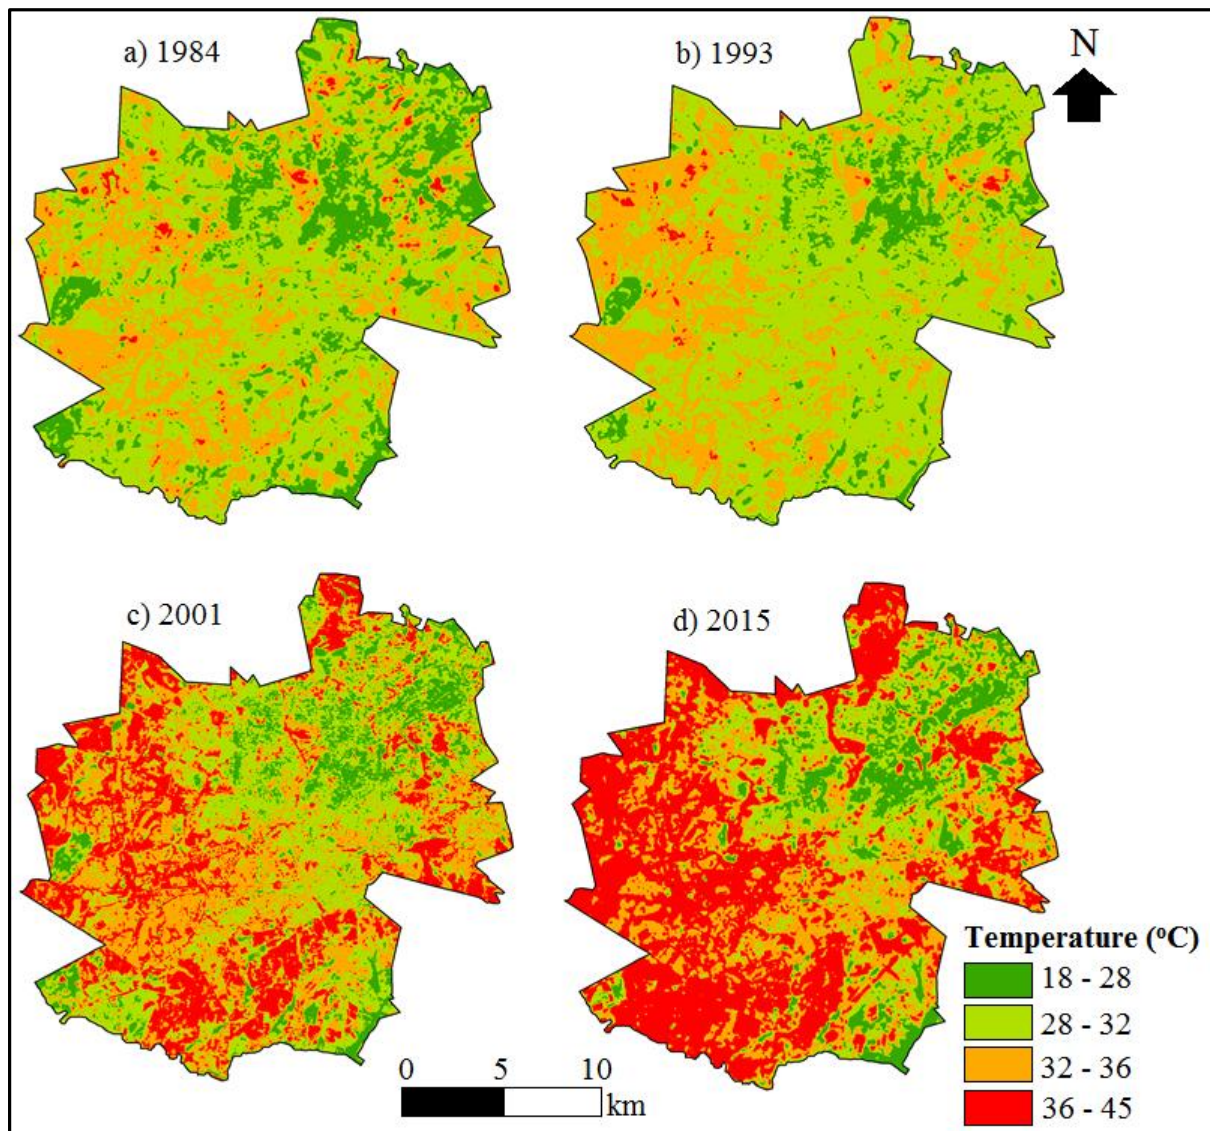 a) 1984
b) 1993
N
c) 2001
d) 2015
Temperature (ºC)
18 - 28
28 - 32
32 - 36
36 - 45
0 5 10
km